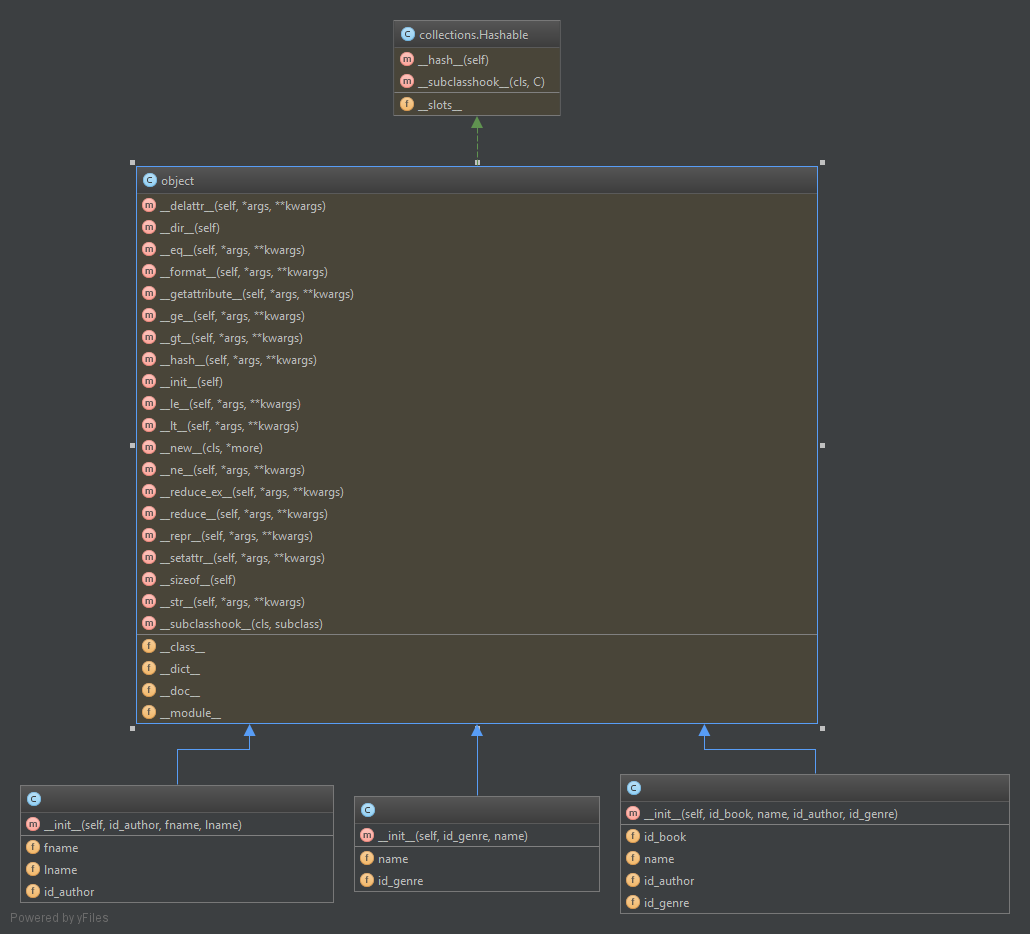 C collections.Hashable
m __hash__(self)
m __subclasshook__(cls, C)
f __slots__
C object
m __delattr__(self, *args, **kwargs)
m __dir__(self)
m __eq__(self, *args, **kwargs)
m __format__(self, *args, **kwargs)
m __getattribute__(self, *args, **kwargs)
m __ge__(self, *args, **kwargs)
m __gt__(self, *args, **kwargs)
m __hash__(self, *args, **kwargs)
m __init__(self)
m __le__(self, *args, **kwargs)
m __lt__(self, *args, **kwargs)
m __new__(cls, *more)
m __ne__(self, *args, **kwargs)
m __reduce_ex__(self, *args, **kwargs)
m __reduce__(self, *args, **kwargs)
m __repr__(self, *args, **kwargs)
m __setattr__(self, *args, **kwargs)
m __sizeof__(self)
m __str__(self, *args, **kwargs)
m __subclasshook__(cls, subclass)
f __class__
f __dict__
f __doc__
f __module__
C
m __init__(self, id_author, fname, lname)
f fname
f lname
f id_author
C
m __init__(self, id_genre, name)
f name
f id_genre
C
m __init__(self, id_book, name, id_author, id_genre)
f id_book
f name
f id_author
f id_genre
Powered by yFiles